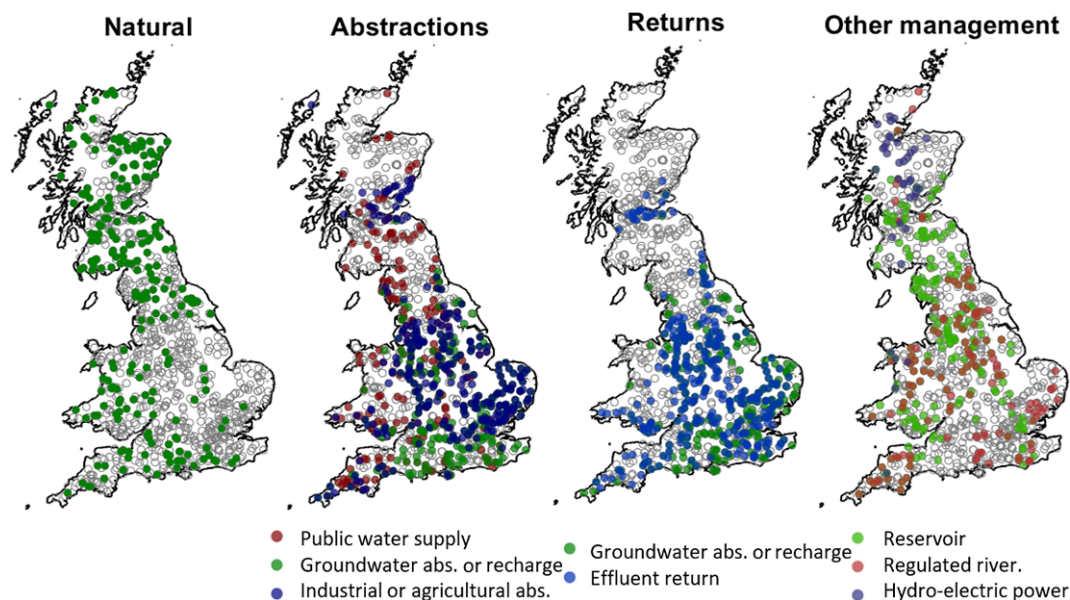 Natural
Abstractions
Returns
Other management
Public water supply
Groundwater abs. or recharge
Industrial or agricultural abs.
Groundwater abs. or recharge
Effluent return
Reservoir
Regulated river.
Hydro-electric power